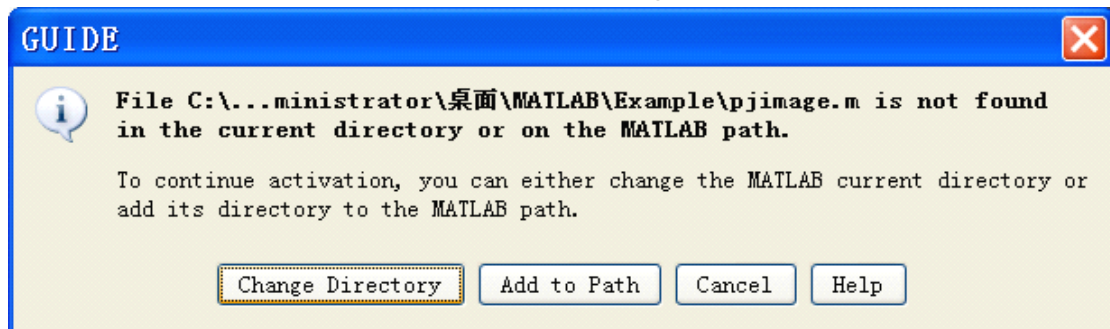 GUIDE
File C:\...ministrator\桌面\MATLAB\Example\pjimage.m is not found
in the current directory or on the MATLAB path.
To continue activation, you can either change the MATLAB current directory or
add its directory to the MATLAB path.
Change Directory Add to Path Cancel Help